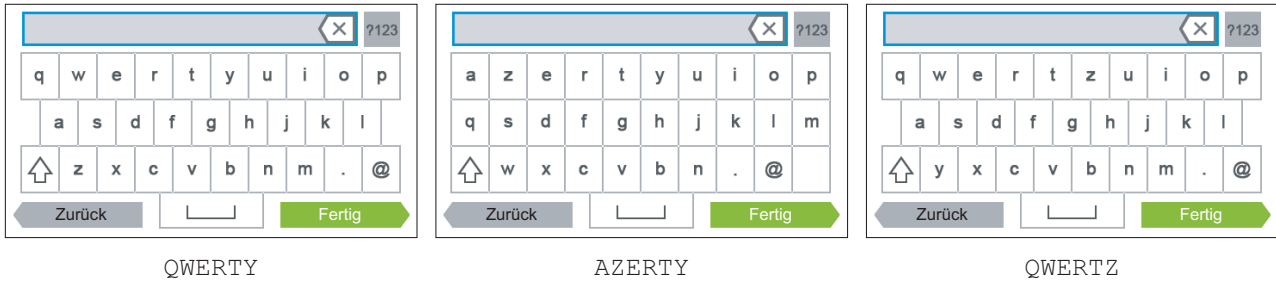 ?123
q w e r t y u i o p
a s d f g h j k l
z x c v b n m . @
Zurück Fertig
QWERTY
?123
a z e r t y u i o p
q s d f g h j k l m
w x c v b n . @
Zurück Fertig
AZERTY
?123
q w e r t z u i o p
a s d f g h j k l
y x c v b n m . @
Zurück Fertig
QWERTZ